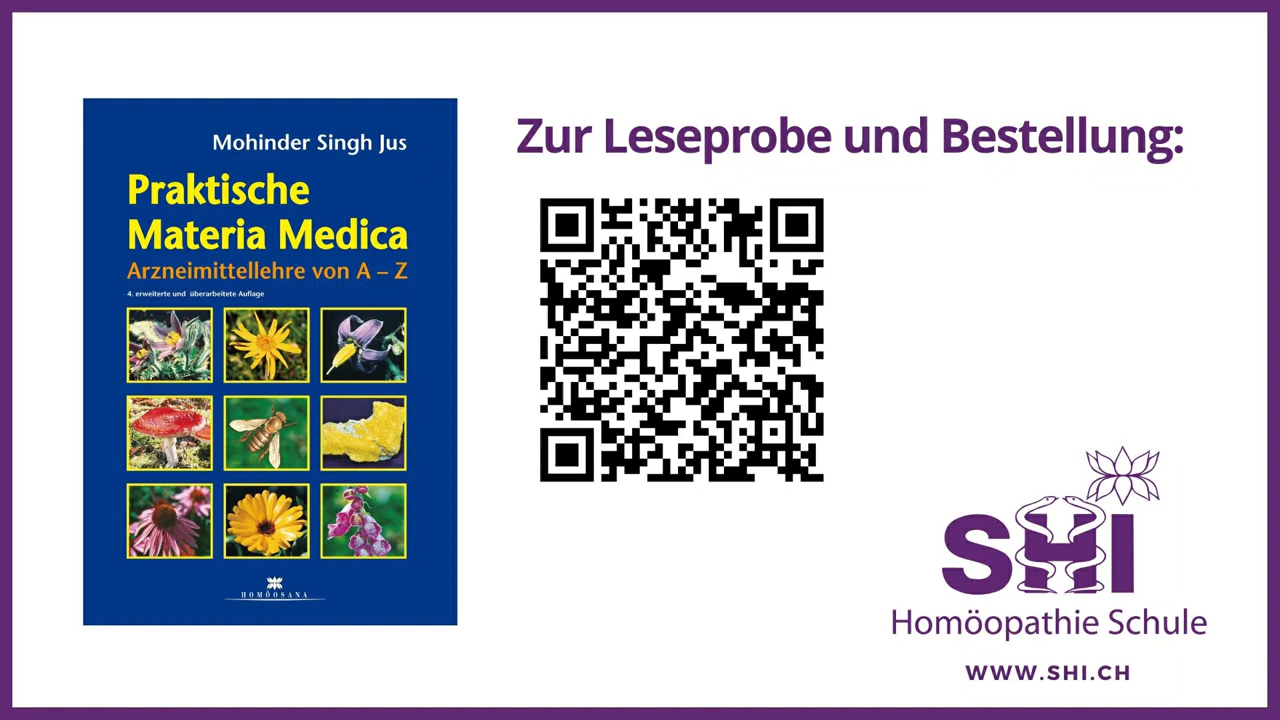 Mohinder Singh Jus
Praktische
Materia Medica
Arzneimittellehre von A – Z
4. erweiterte und überarbeitete Auflage
HOMÖOSANA
Zur Leseprobe und Bestellung:
SHI
Homöopathie Schule
WWW.SHI.CH